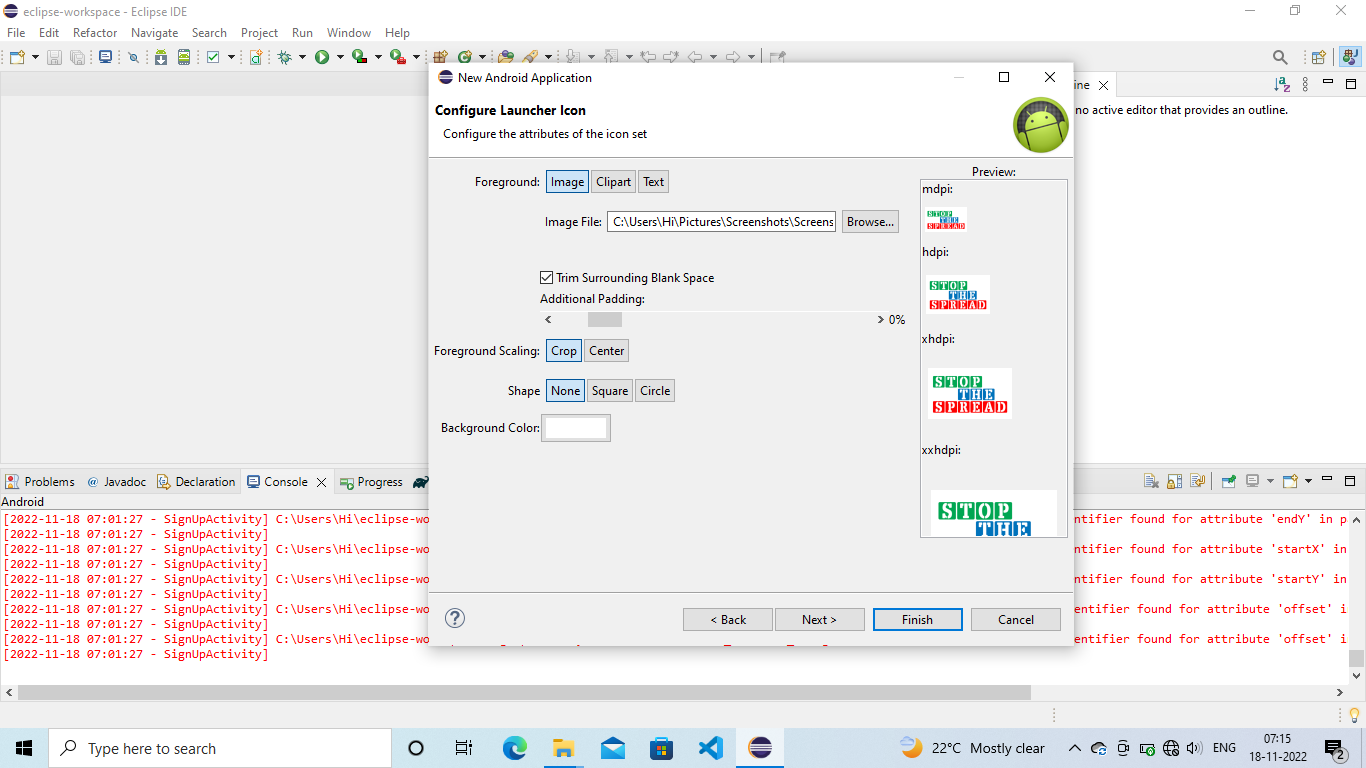 eclipse-workspace - Eclipse IDE
File Edit Refactor Navigate Search Project Run Window Help
New Android Application
Configure Launcher Icon
Configure the attributes of the icon set
Foreground: Image Clipart Text
Image File: C:\Users\Hi\Pictures\Screenshots\Screens Browse...
Trim Surrounding Blank Space
Additional Padding:
< > 0%
Foreground Scaling: Crop Center
Shape None Square Circle
Background Color:
Preview:
mdpi:
STOP
THE
SPREAD
hdpi:
STOP
THE
SPREAD
xhdpi:
STOP
THE
SPREAD
xxhdpi:
STOP
THE
? < Back Next > Finish Cancel
ine
no active editor that provides an outline.
Problems @ Javadoc Declaration Console Progress
Android
[2022-11-18 07:01:27 - SignUpActivity] C:\Users\Hi\eclipse-wo ntifier found for attribute 'endY' in p
[2022-11-18 07:01:27 - SignUpActivity]
[2022-11-18 07:01:27 - SignUpActivity] C:\Users\Hi\eclipse-wo ntifier found for attribute 'startX' in
[2022-11-18 07:01:27 - SignUpActivity]
[2022-11-18 07:01:27 - SignUpActivity] C:\Users\Hi\eclipse-wo ntifier found for attribute 'startY' in
[2022-11-18 07:01:27 - SignUpActivity]
[2022-11-18 07:01:27 - SignUpActivity] C:\Users\Hi\eclipse-wo entifier found for attribute 'offset' i
[2022-11-18 07:01:27 - SignUpActivity]
[2022-11-18 07:01:27 - SignUpActivity] C:\Users\Hi\eclipse-wo entifier found for attribute 'offset' i
[2022-11-18 07:01:27 - SignUpActivity]
Type here to search
22°C Mostly clear
ENG
07:15
18-11-2022
2